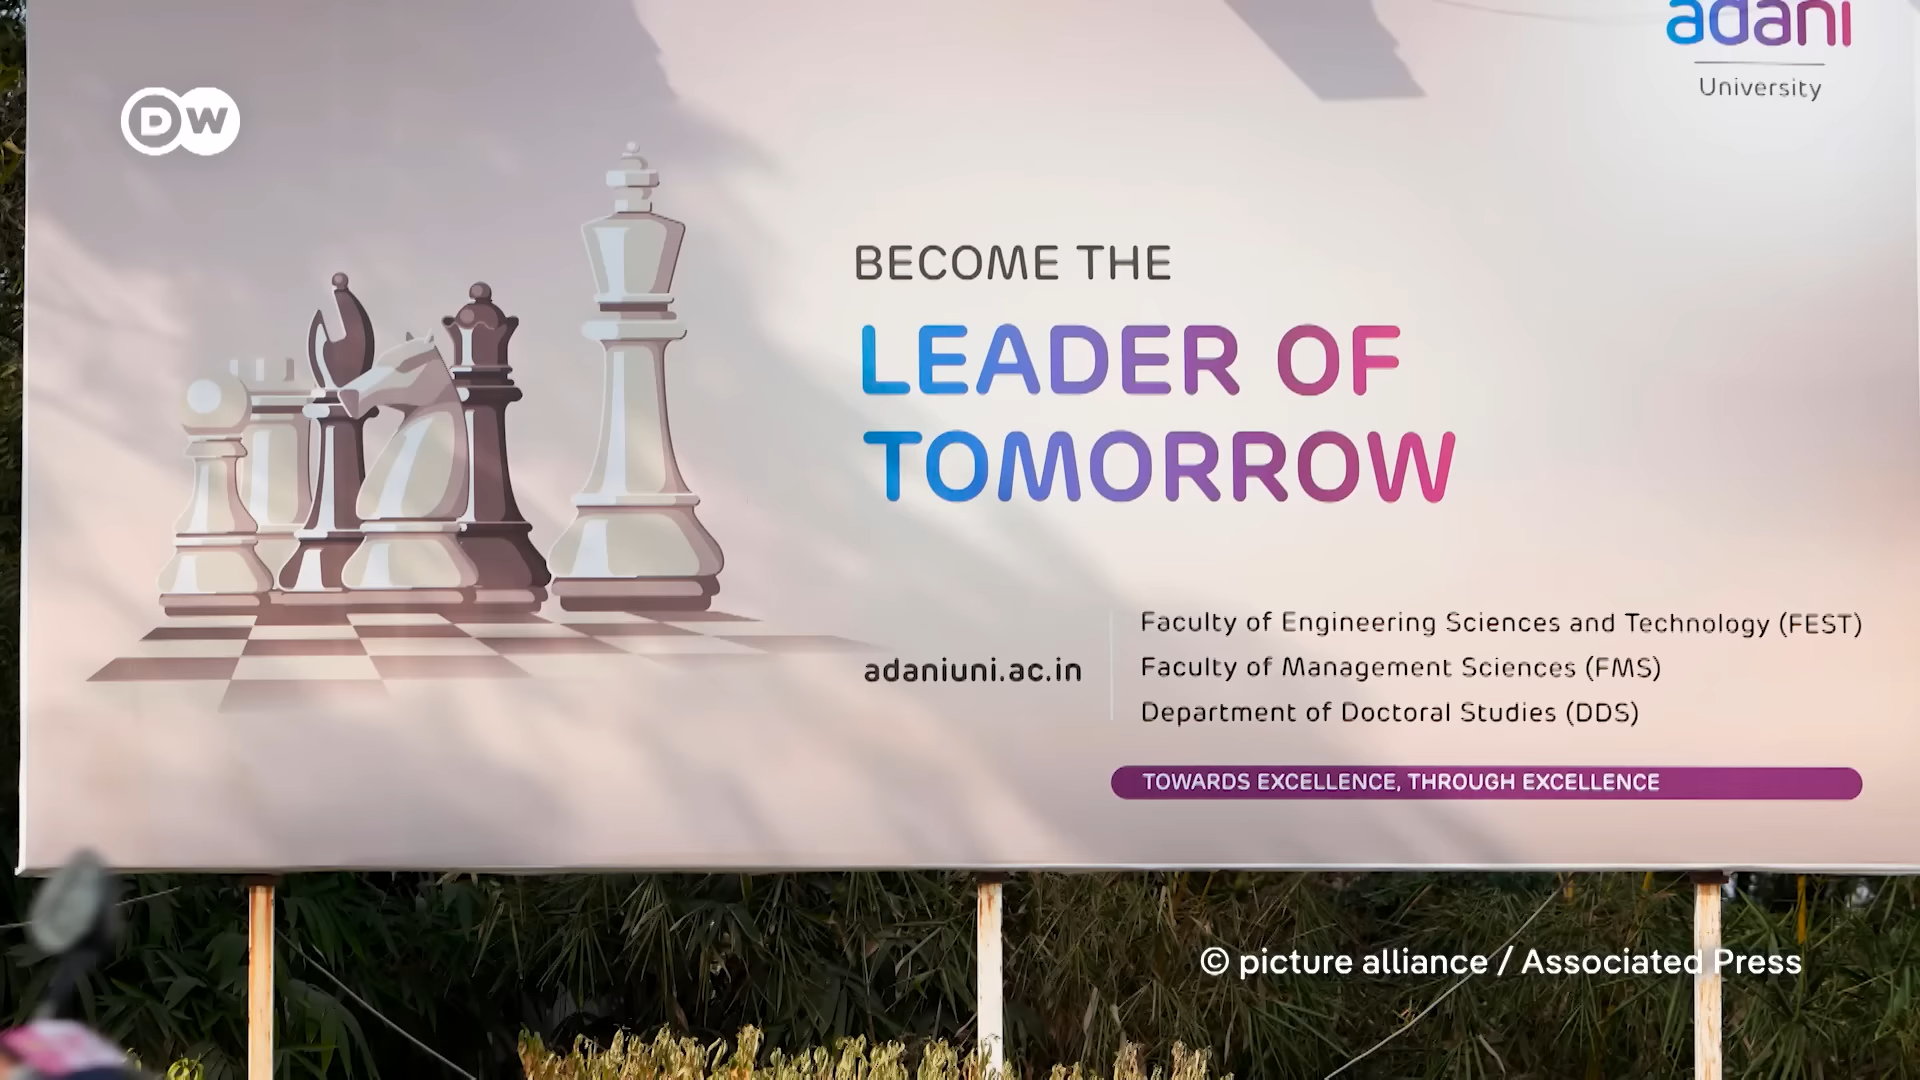 DW
adani
University
BECOME THE
LEADER OF
TOMORROW
adaniuni.ac.in
Faculty of Engineering Sciences and Technology (FEST)
Faculty of Management Sciences (FMS)
Department of Doctoral Studies (DDS)
TOWARDS EXCELLENCE, THROUGH EXCELLENCE
© picture alliance / Associated Press